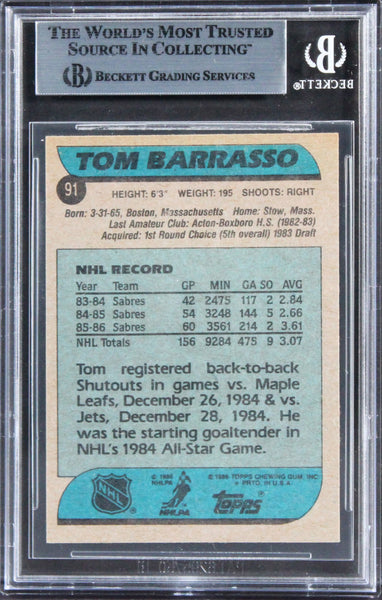 THE WORLD'S MOST TRUSTED
SOURCE IN COLLECTING™
BECKETT GRADING SERVICES
BECKETT
TOM BARRASSO
91
HEIGHT: 6'3" WEIGHT: 195 SHOOTS: RIGHT
Born: 3-31-65, Boston, Massachusetts Home: Stow, Mass.
Last Amateur Club: Acton-Boxboro H.S. (1982-83)
Acquired: 1st Round Choice (5th overall) 1983 Draft
NHL RECORD
Year Team GP MIN GA SO AVG
83-84 Sabres 42 2475 117 2 2.84
84-85 Sabres 54 3248 144 5 2.66
85-86 Sabres 60 3561 214 2 3.61
NHL Totals 156 9284 475 9 3.07
Tom registered back-to-back
Shutouts in games vs. Maple
Leafs, December 26, 1984 & vs.
Jets, December 28, 1984. He
was the starting goaltender in
NHL's 1984 All-Star Game.
NHL
© 1986
NHLPA
NHLPA
© 1986 TOPPS CHEWING GUM, INC.
PRTD. IN U.S.A.
TOPPS